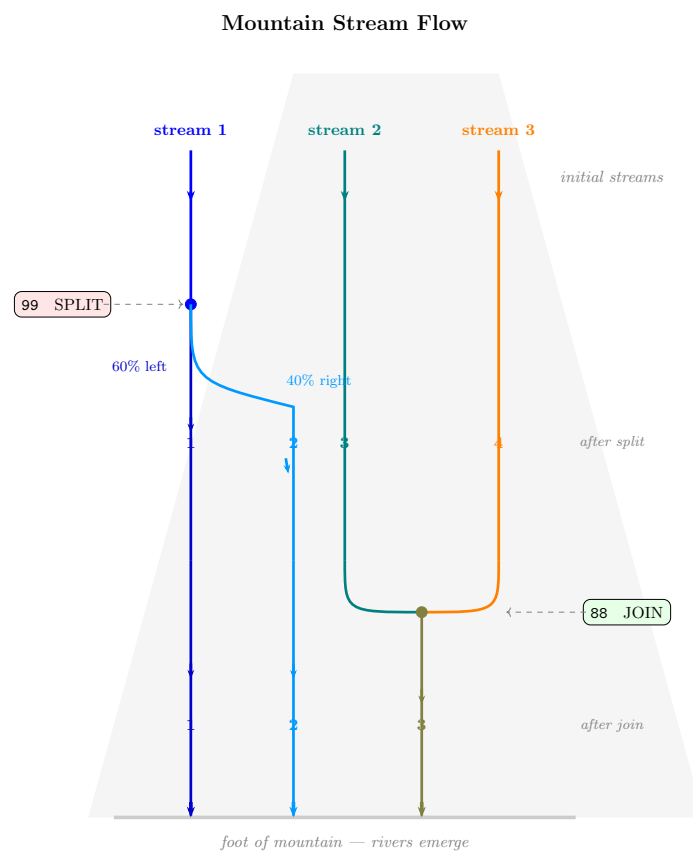 Mountain Stream Flow
stream 1
stream 2
stream 3
initial streams
99 SPLIT
60% left
40% right
1
2
3
4
after split
88 JOIN
1
2
3
after join
foot of mountain — rivers emerge